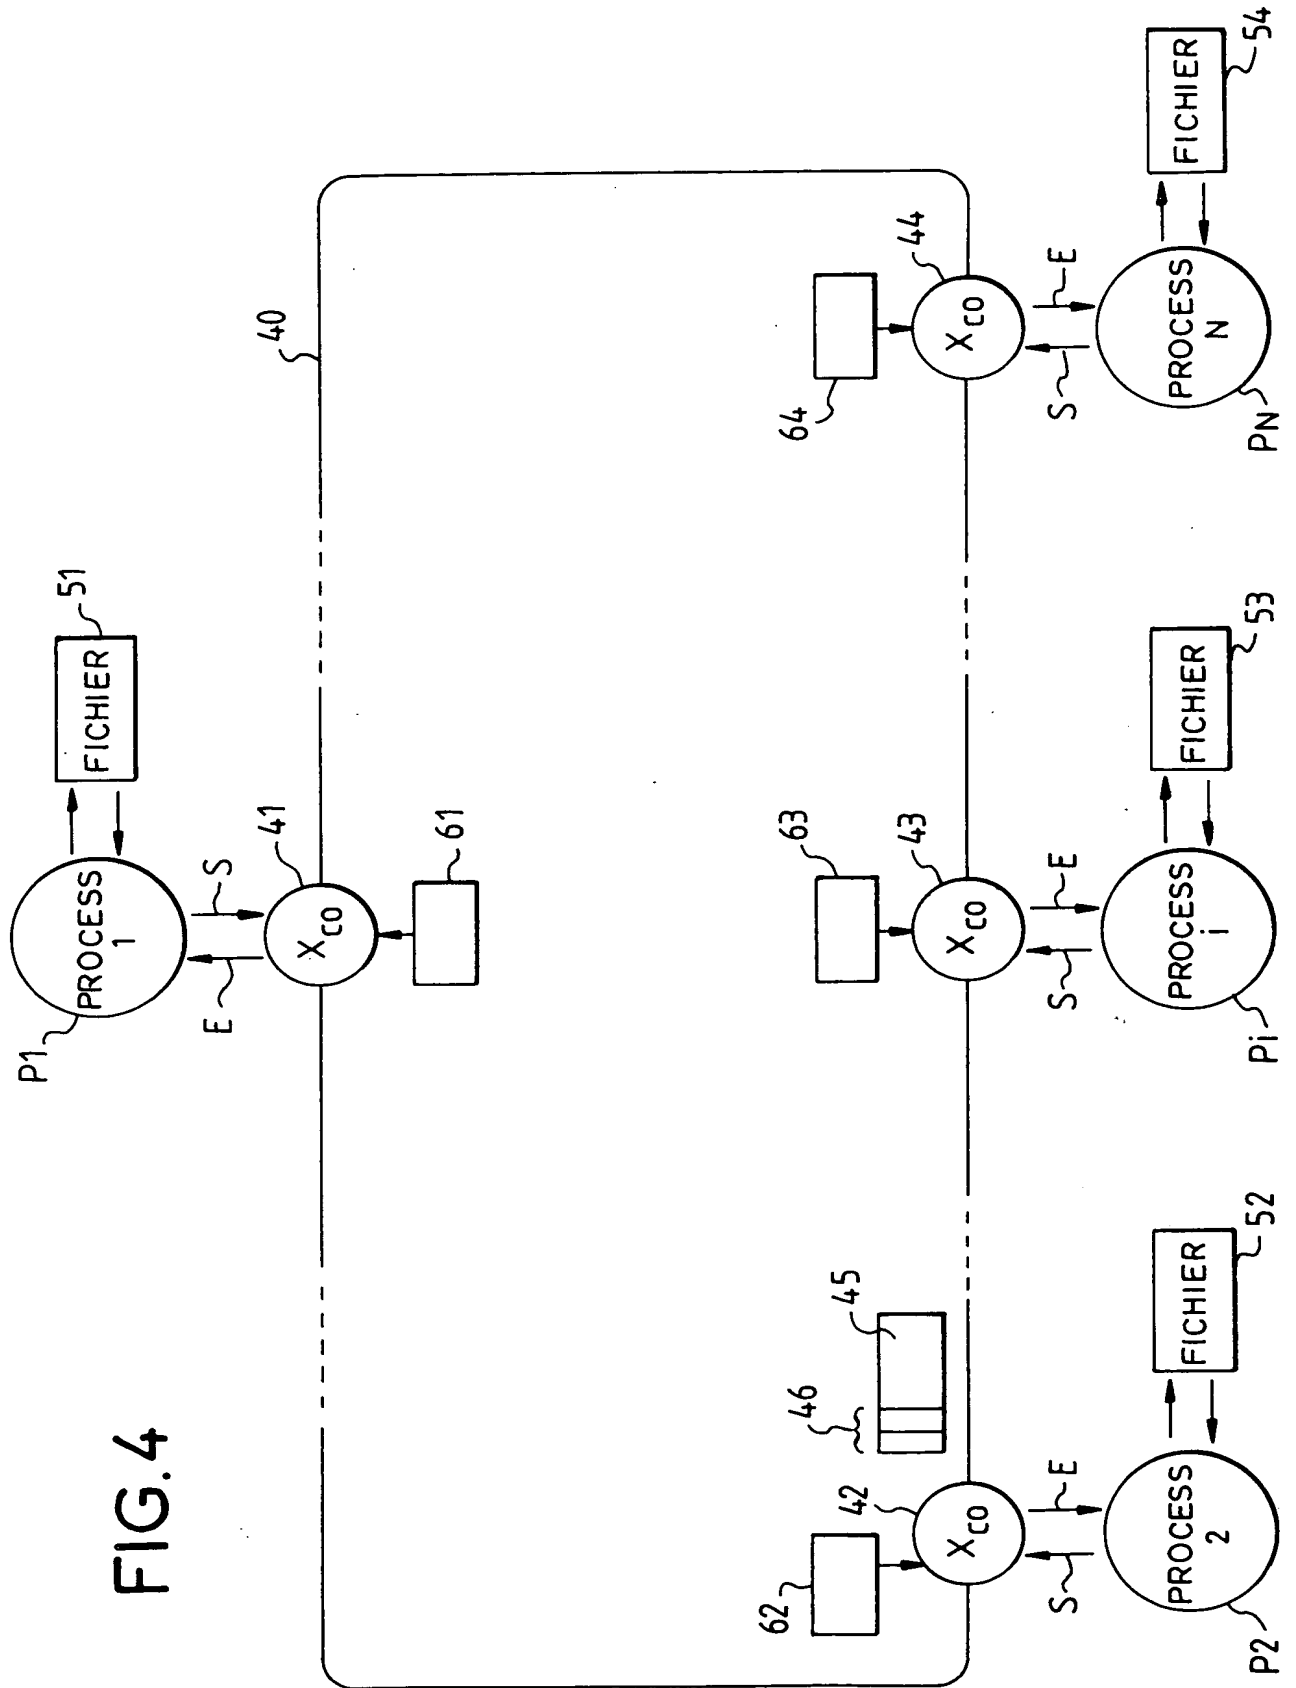 FIG.4
P1
PROCESS
1
FICHIER
51
E
S
41
X_CO
61
40
62
42
X_CO
46
45
S
E
PROCESS
2
P2
FICHIER
52
63
43
X_CO
S
E
PROCESS
i
Pi
FICHIER
53
64
44
X_CO
S
E
PROCESS
N
PN
FICHIER
54